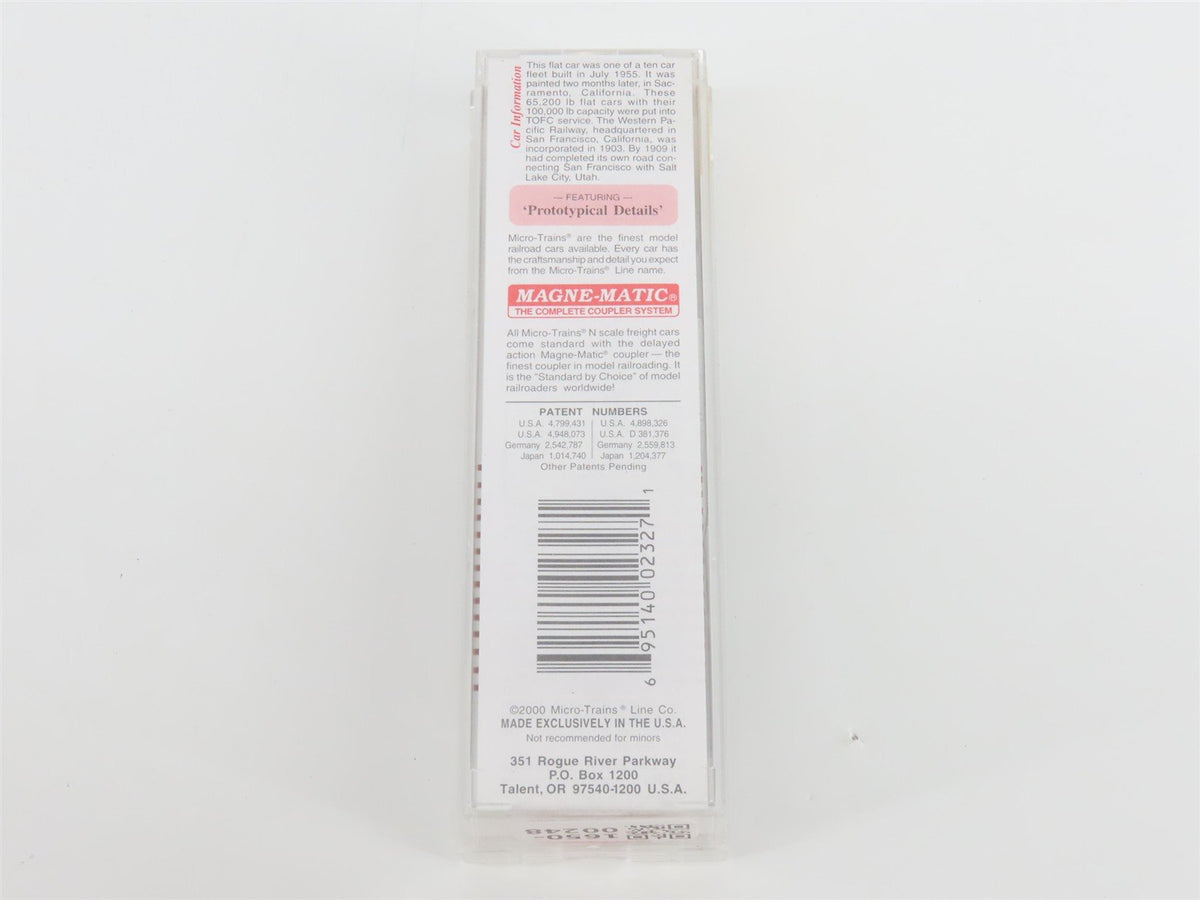 Car Information
This flat car was one of a ten car
fleet built in July 1955. It was
painted two months later, in Sac-
ramento, California. These
65,200 lb flat cars with their
100,000 lb capacity were put into
TOFC service. The Western Pa-
cific Railway, headquartered in
San Francisco, California, was
incorporated in 1903. By 1909 it
had completed its own road con-
necting San Francisco with Salt
Lake City, Utah.
— FEATURING —
‘Prototypical Details’
Micro-Trains® are the finest model
railroad cars available. Every car has
the craftsmanship and detail you expect
from the Micro-Trains® Line name.
MAGNE-MATIC®
THE COMPLETE COUPLER SYSTEM
All Micro-Trains® N scale freight cars
come standard with the delayed
action Magne-Matic® coupler — the
finest coupler in model railroading. It
is the "Standard by Choice" of model
railroaders worldwide!
PATENT NUMBERS
U.S.A. 4,799,431 U.S.A. 4,898,326
U.S.A. 4,948,073 U.S.A. D 381,376
Germany 2,542,787 Germany 2,559,813
Japan 1,014,740 Japan 1,204,377
Other Patents Pending
6 95140 02327 1
©2000 Micro-Trains® Line Co.
MADE EXCLUSIVELY IN THE U.S.A.
Not recommended for minors
351 Rogue River Parkway
P.O. Box 1200
Talent, OR 97540-1200 U.S.A.
1650-
00248